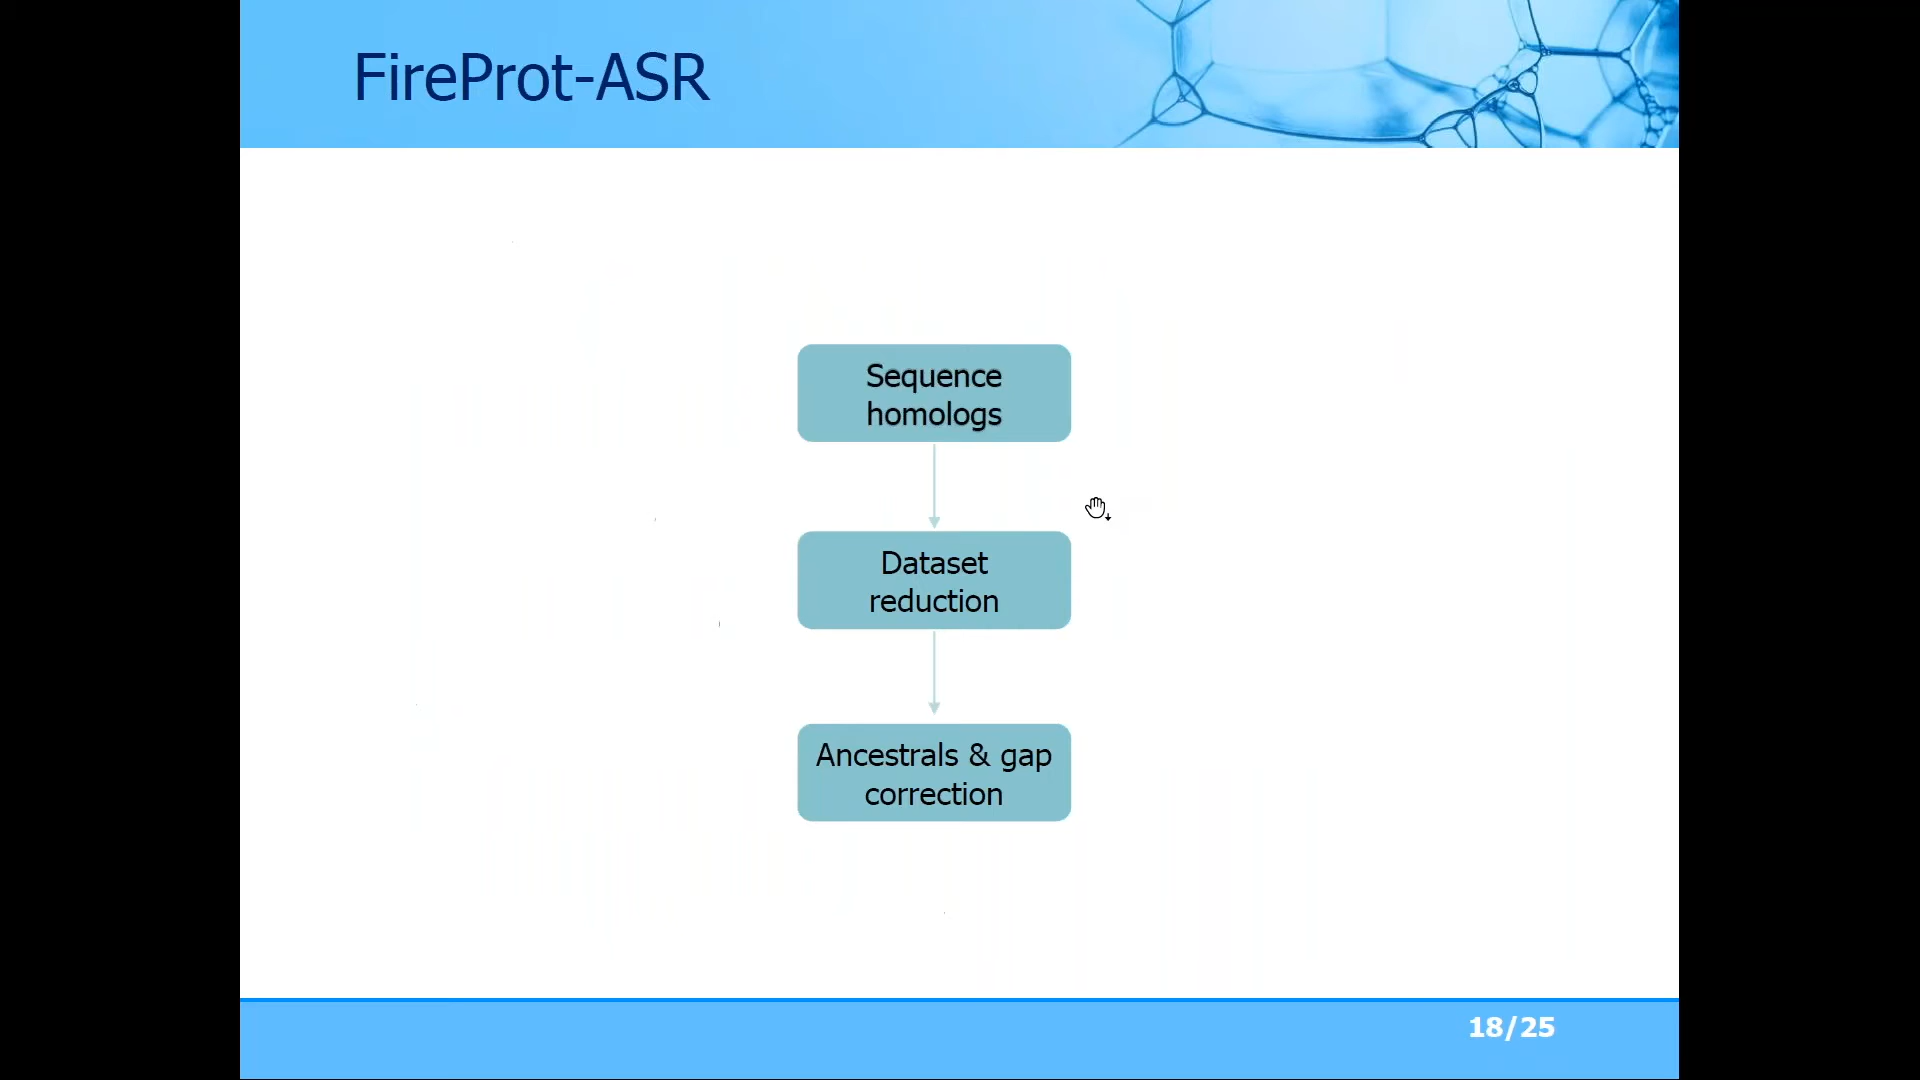 FireProt-ASR
Sequence
homologs
Dataset
reduction
Ancestrals & gap
correction
18/25